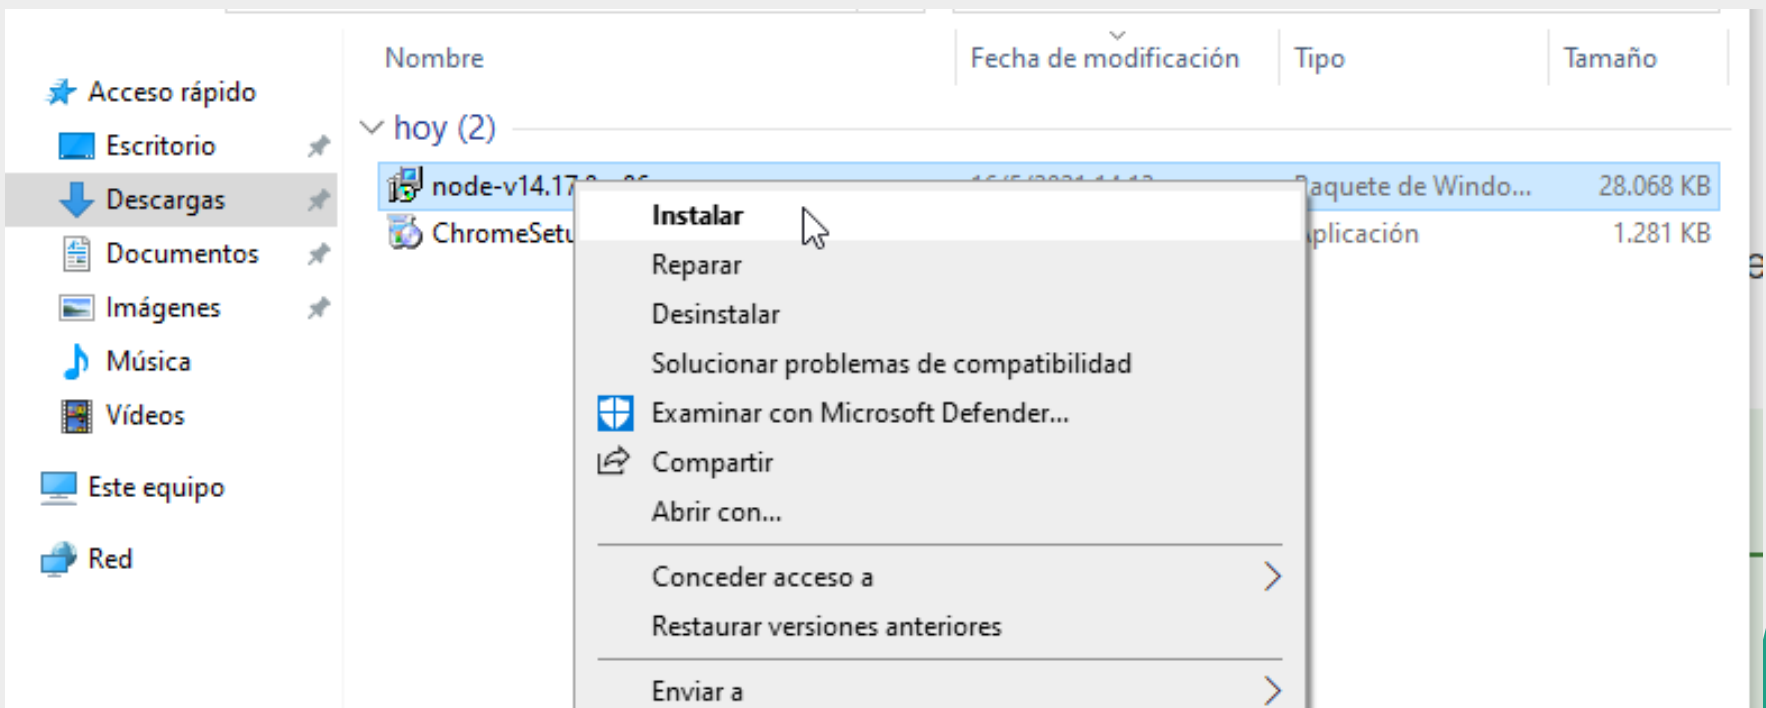 Nombre Fecha de modificación Tipo Tamaño
Acceso rápido
Escritorio
Descargas
Documentos
Imágenes
Música
Vídeos
Este equipo
Red
hoy (2)
node-v14.17 Paquete de Windo... 28.068 KB
ChromeSetu plicación 1.281 KB
Instalar
Reparar
Desinstalar
Solucionar problemas de compatibilidad
Examinar con Microsoft Defender...
Compartir
Abrir con...
Conceder acceso a
Restaurar versiones anteriores
Enviar a